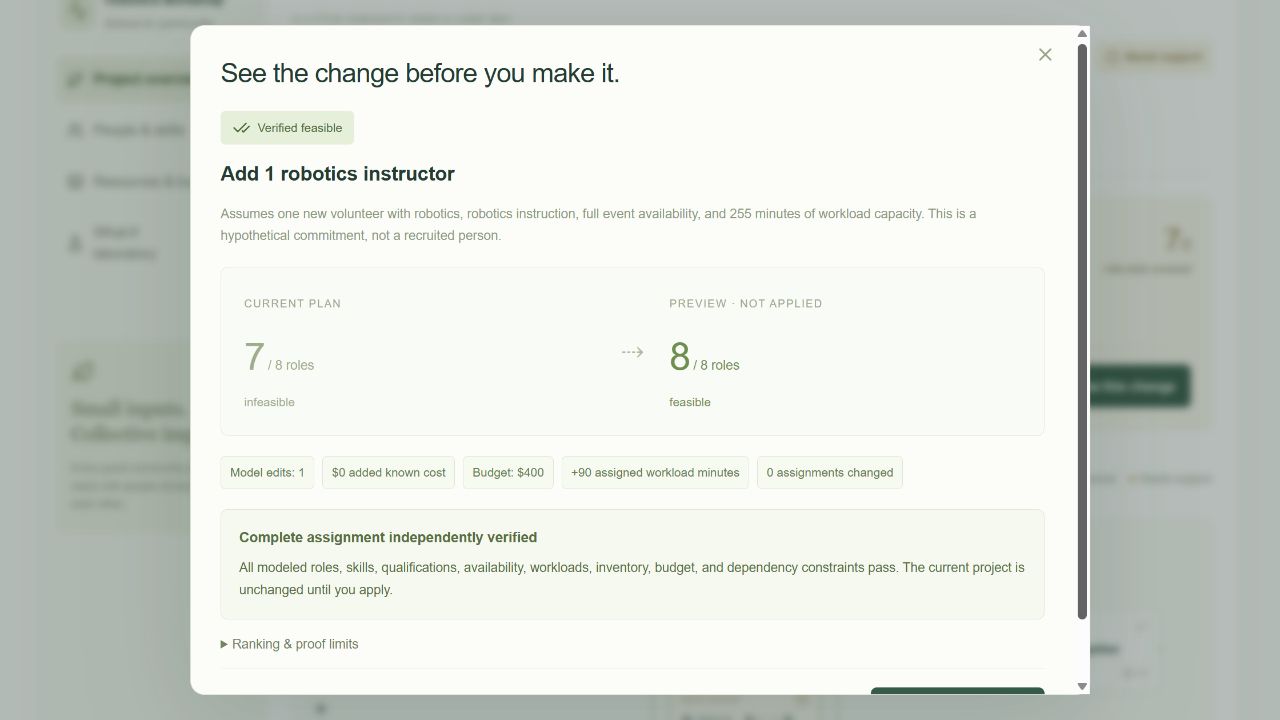 See the change before you make it.
Verified feasible
Add 1 robotics instructor
Assumes one new volunteer with robotics, robotics instruction, full event availability, and 255 minutes of workload capacity. This is a
hypothetical commitment, not a recruited person.
CURRENT PLAN
7 / 8 roles
infeasible
PREVIEW · NOT APPLIED
8 / 8 roles
feasible
Model edits: 1
$0 added known cost
Budget: $400
+90 assigned workload minutes
0 assignments changed
Complete assignment independently verified
All modeled roles, skills, qualifications, availability, workloads, inventory, budget, and dependency constraints pass. The current project is
unchanged until you apply.
Ranking & proof limits